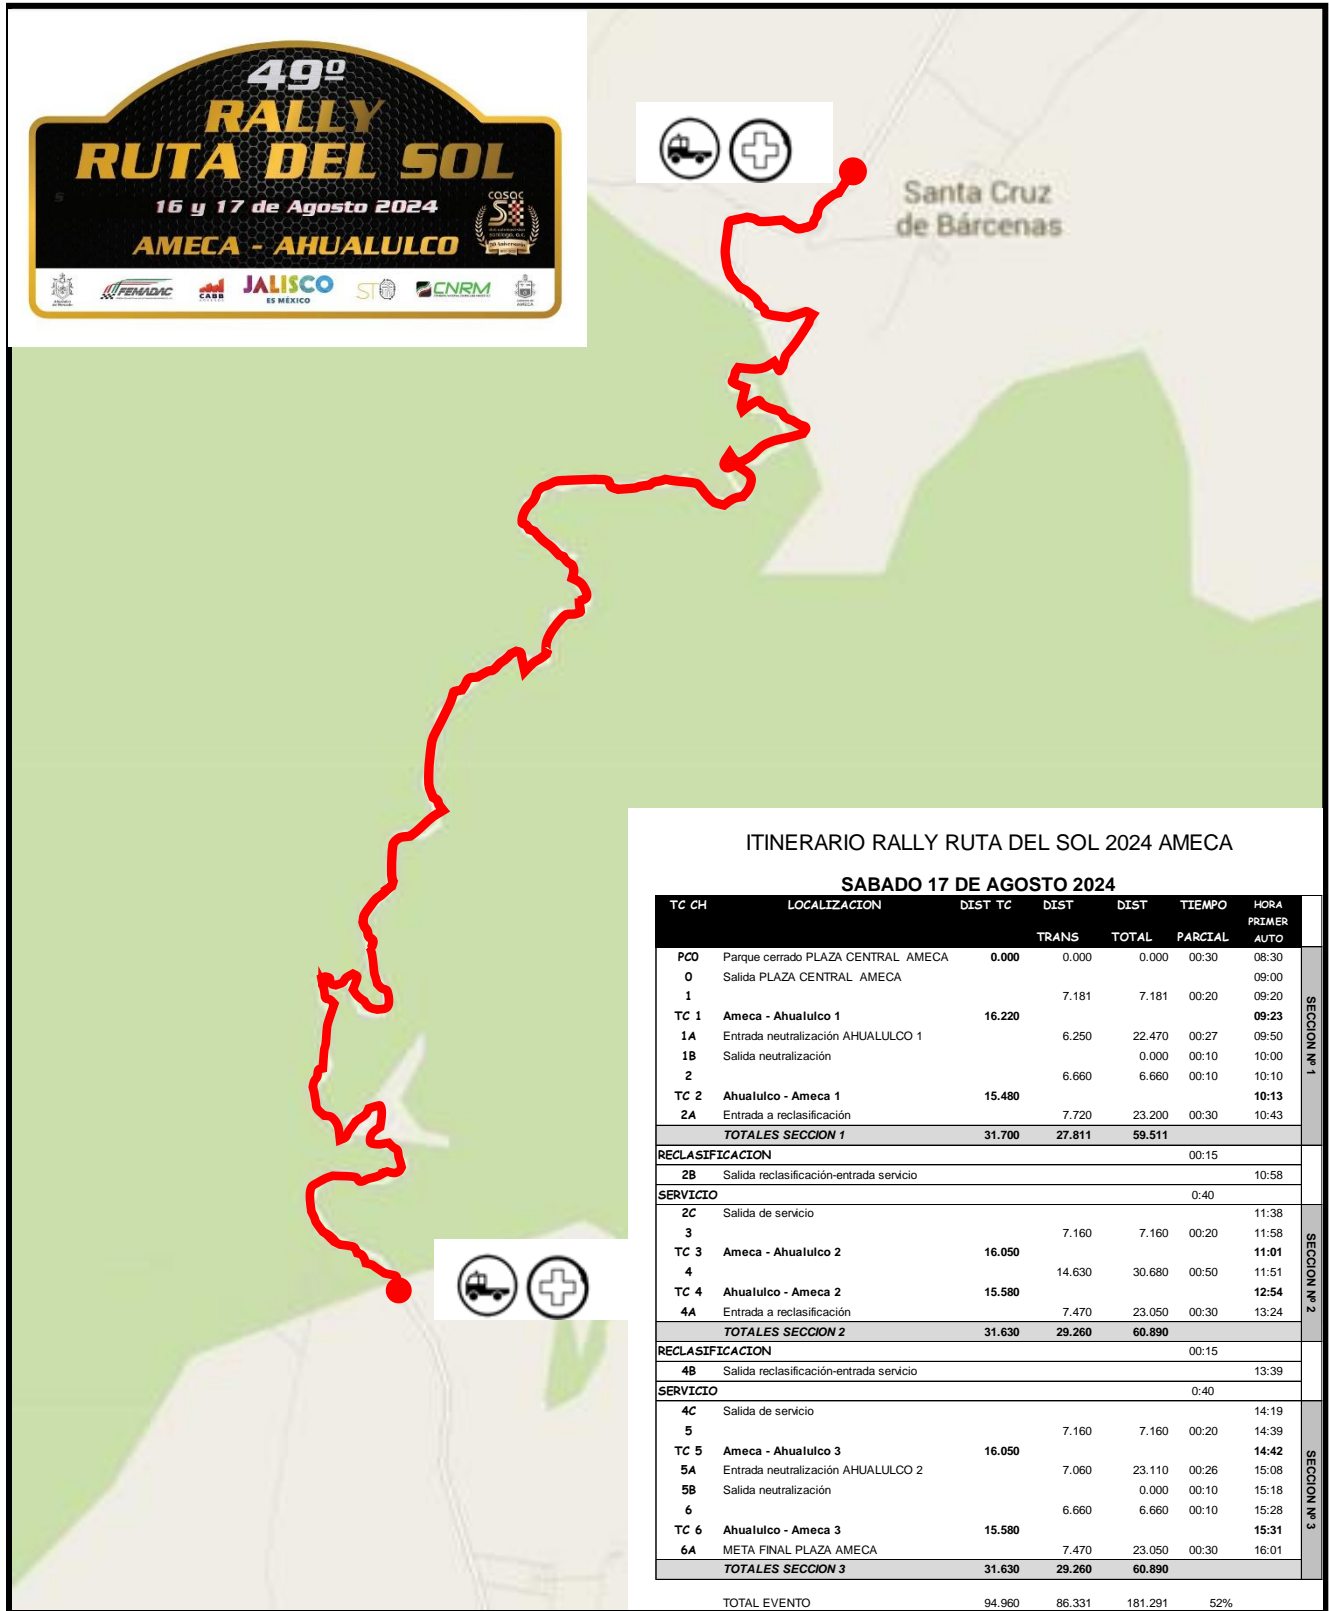 49º
RALLY
RUTA DEL SOL
16 y 17 de Agosto 2024
AMECA - AHUALULCO
casac
FEMADAC
CABB
JALISCO
ES MÉXICO
ST
CNRM
AMECA
Santa Cruz
de Bárcenas
ITINERARIO RALLY RUTA DEL SOL 2024 AMECA
SABADO 17 DE AGOSTO 2024
TC CH LOCALIZACION DIST TC DIST DIST TIEMPO HORA
PRIMER
TRANS TOTAL PARCIAL AUTO
PC0 Parque cerrado PLAZA CENTRAL AMECA 0.000 0.000 0.000 00:30 08:30
0 Salida PLAZA CENTRAL AMECA 09:00
1 7.181 7.181 00:20 09:20
TC 1 Ameca - Ahualulco 1 16.220 09:23
1A Entrada neutralización AHUALULCO 1 6.250 22.470 00:27 09:50
1B Salida neutralización 0.000 00:10 10:00
2 6.660 6.660 00:10 10:10
TC 2 Ahualulco - Ameca 1 15.480 10:13
2A Entrada a reclasificación 7.720 23.200 00:30 10:43
TOTALES SECCION 1 31.700 27.811 59.511
SECCION Nº 1
RECLASIFICACION 00:15
2B Salida reclasificación-entrada servicio 10:58
SERVICIO 0:40
2C Salida de servicio 11:38
3 7.160 7.160 00:20 11:58
TC 3 Ameca - Ahualulco 2 16.050 11:01
4 14.630 30.680 00:50 11:51
TC 4 Ahualulco - Ameca 2 15.580 12:54
4A Entrada a reclasificación 7.470 23.050 00:30 13:24
TOTALES SECCION 2 31.630 29.260 60.890
SECCION Nº 2
RECLASIFICACION 00:15
4B Salida reclasificación-entrada servicio 13:39
SERVICIO 0:40
4C Salida de servicio 14:19
5 7.160 7.160 00:20 14:39
TC 5 Ameca - Ahualulco 3 16.050 14:42
5A Entrada neutralización AHUALULCO 2 7.060 23.110 00:26 15:08
5B Salida neutralización 0.000 00:10 15:18
6 6.660 6.660 00:10 15:28
TC 6 Ahualulco - Ameca 3 15.580 15:31
6A META FINAL PLAZA AMECA 7.470 23.050 00:30 16:01
TOTALES SECCION 3 31.630 29.260 60.890
SECCION Nº 3
TOTAL EVENTO 94.960 86.331 181.291 52%